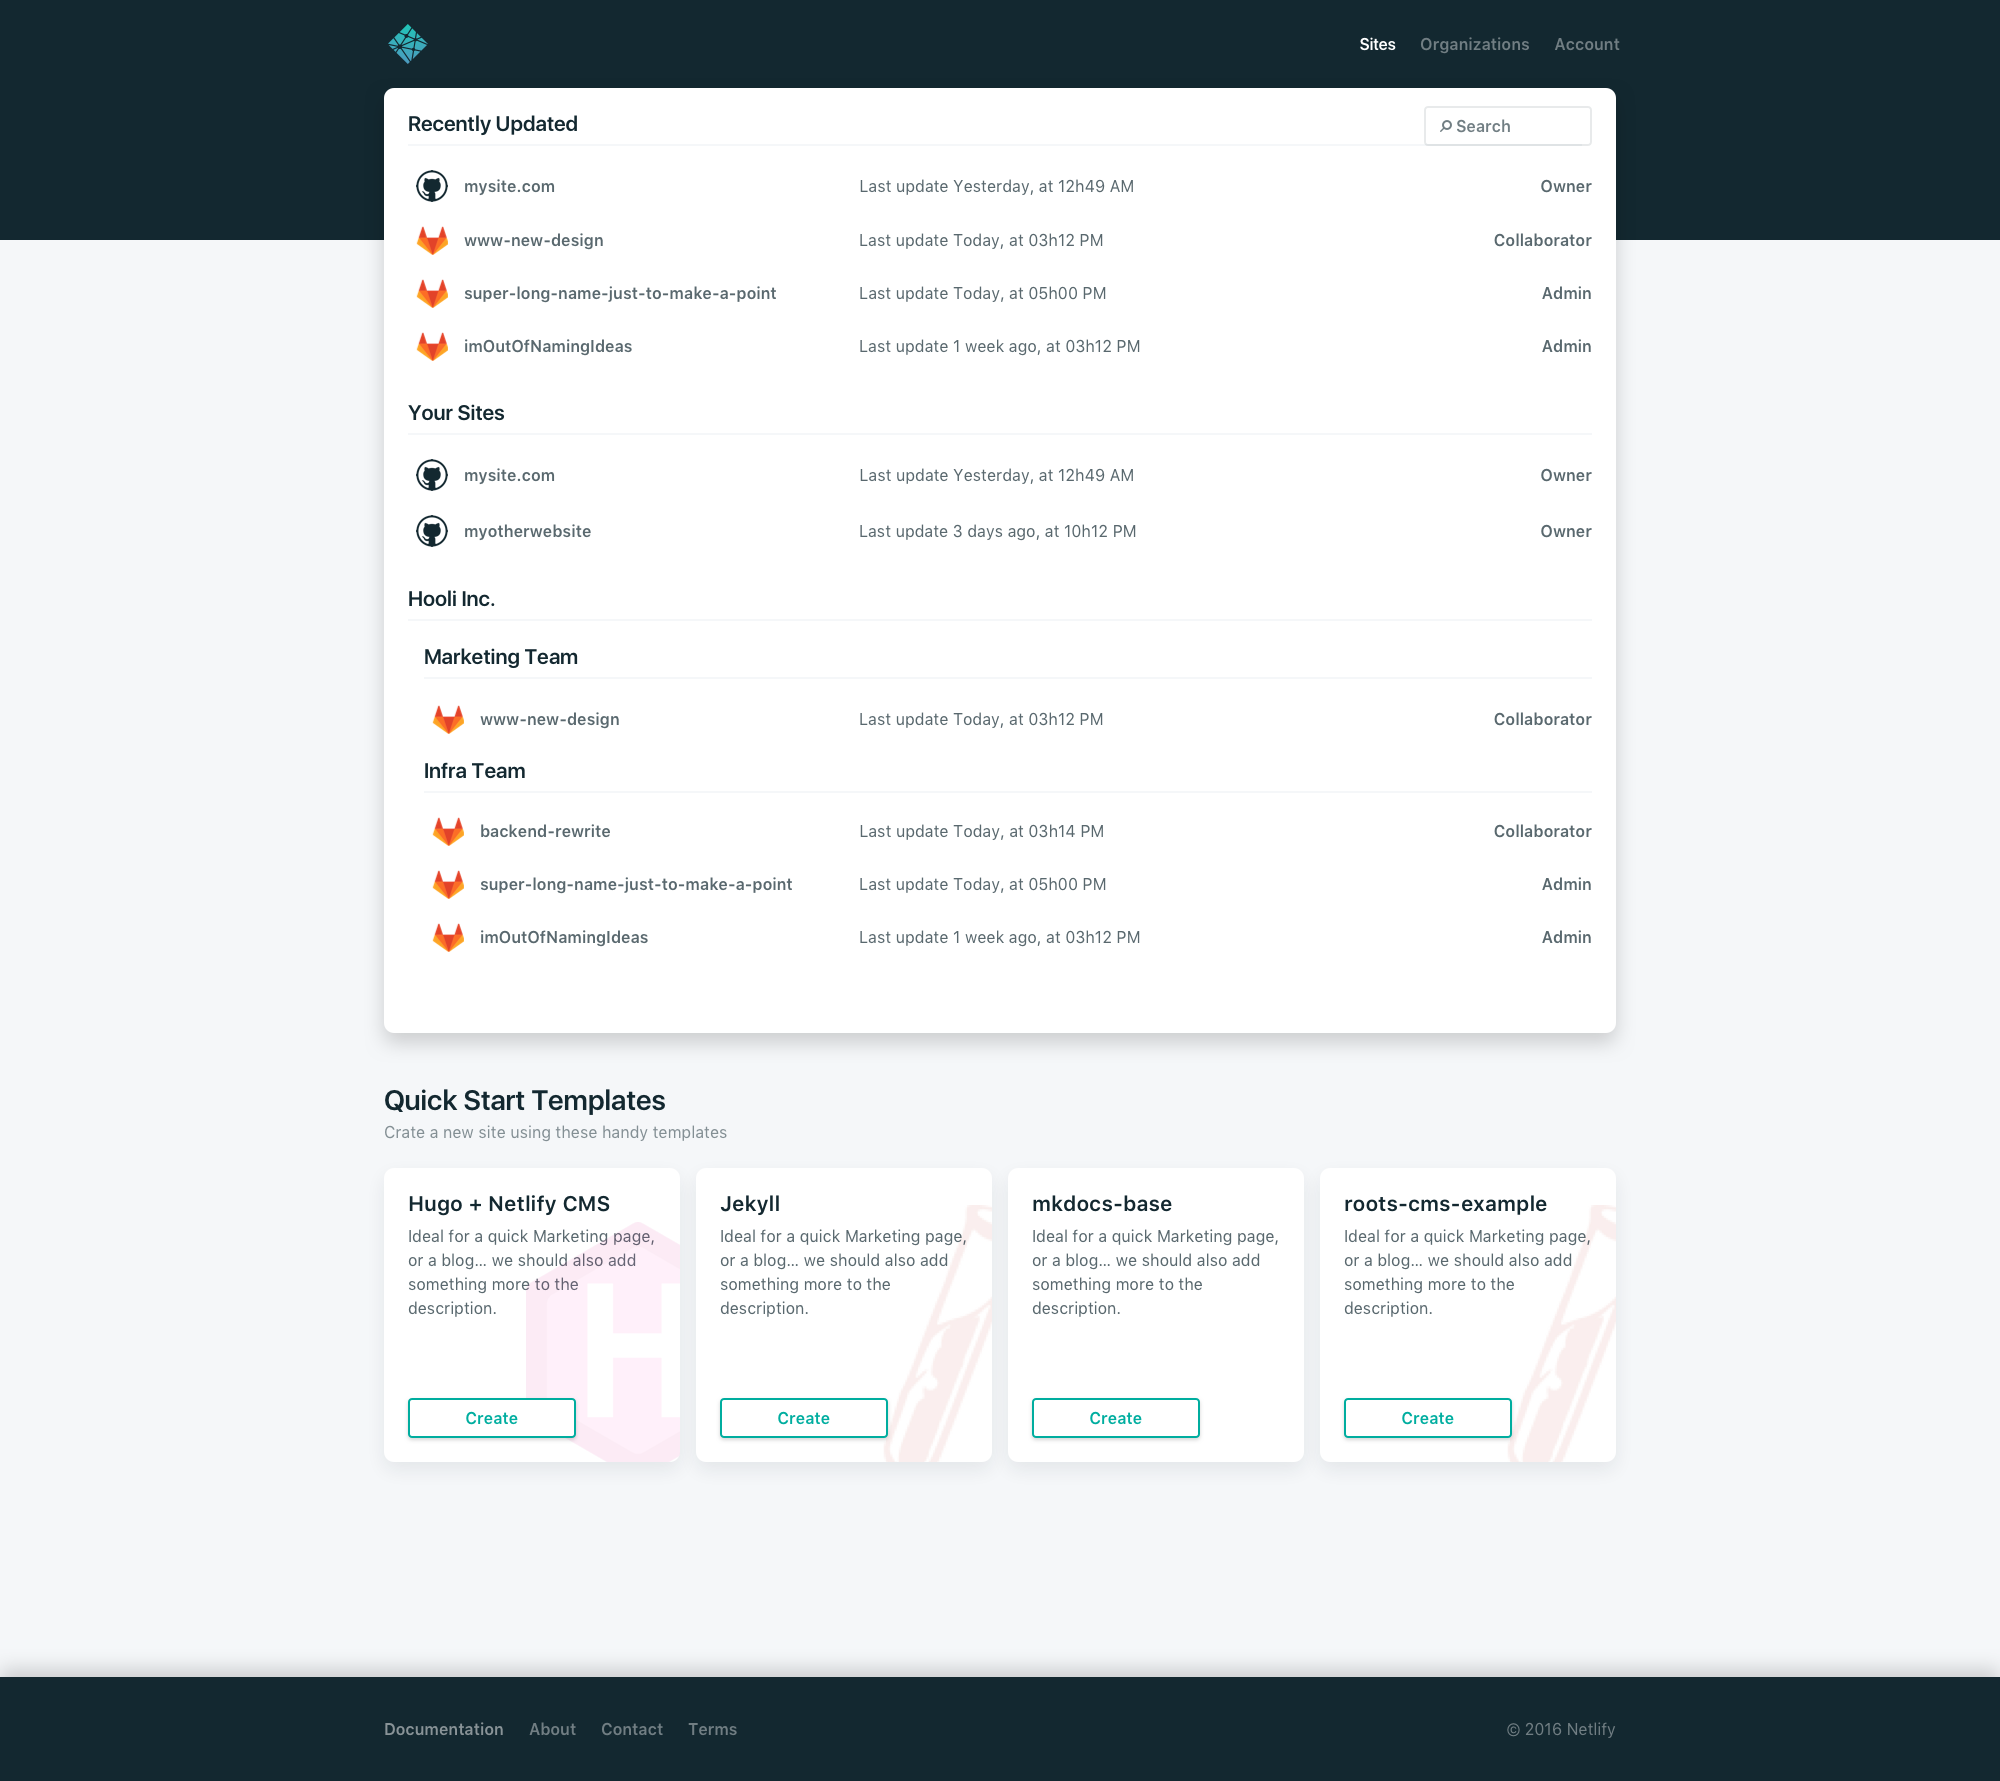 Sites Organizations Account
Recently Updated Search
mysite.com Last update Yesterday, at 12h49 AM Owner
www-new-design Last update Today, at 03h12 PM Collaborator
super-long-name-just-to-make-a-point Last update Today, at 05h00 PM Admin
imOutOfNamingIdeas Last update 1 week ago, at 03h12 PM Admin
Your Sites
mysite.com Last update Yesterday, at 12h49 AM Owner
myotherwebsite Last update 3 days ago, at 10h12 PM Owner
Hooli Inc.
Marketing Team
www-new-design Last update Today, at 03h12 PM Collaborator
Infra Team
backend-rewrite Last update Today, at 03h14 PM Collaborator
super-long-name-just-to-make-a-point Last update Today, at 05h00 PM Admin
imOutOfNamingIdeas Last update 1 week ago, at 03h12 PM Admin
Quick Start Templates
Crate a new site using these handy templates
Hugo + Netlify CMS
Ideal for a quick Marketing page,
or a blog... we should also add
something more to the
description.
H
Create
Jekyll
Ideal for a quick Marketing page,
or a blog... we should also add
something more to the
description.
Create
mkdocs-base
Ideal for a quick Marketing page,
or a blog... we should also add
something more to the
description.
Create
roots-cms-example
Ideal for a quick Marketing page,
or a blog... we should also add
something more to the
description.
Create
Documentation About Contact Terms © 2016 Netlify